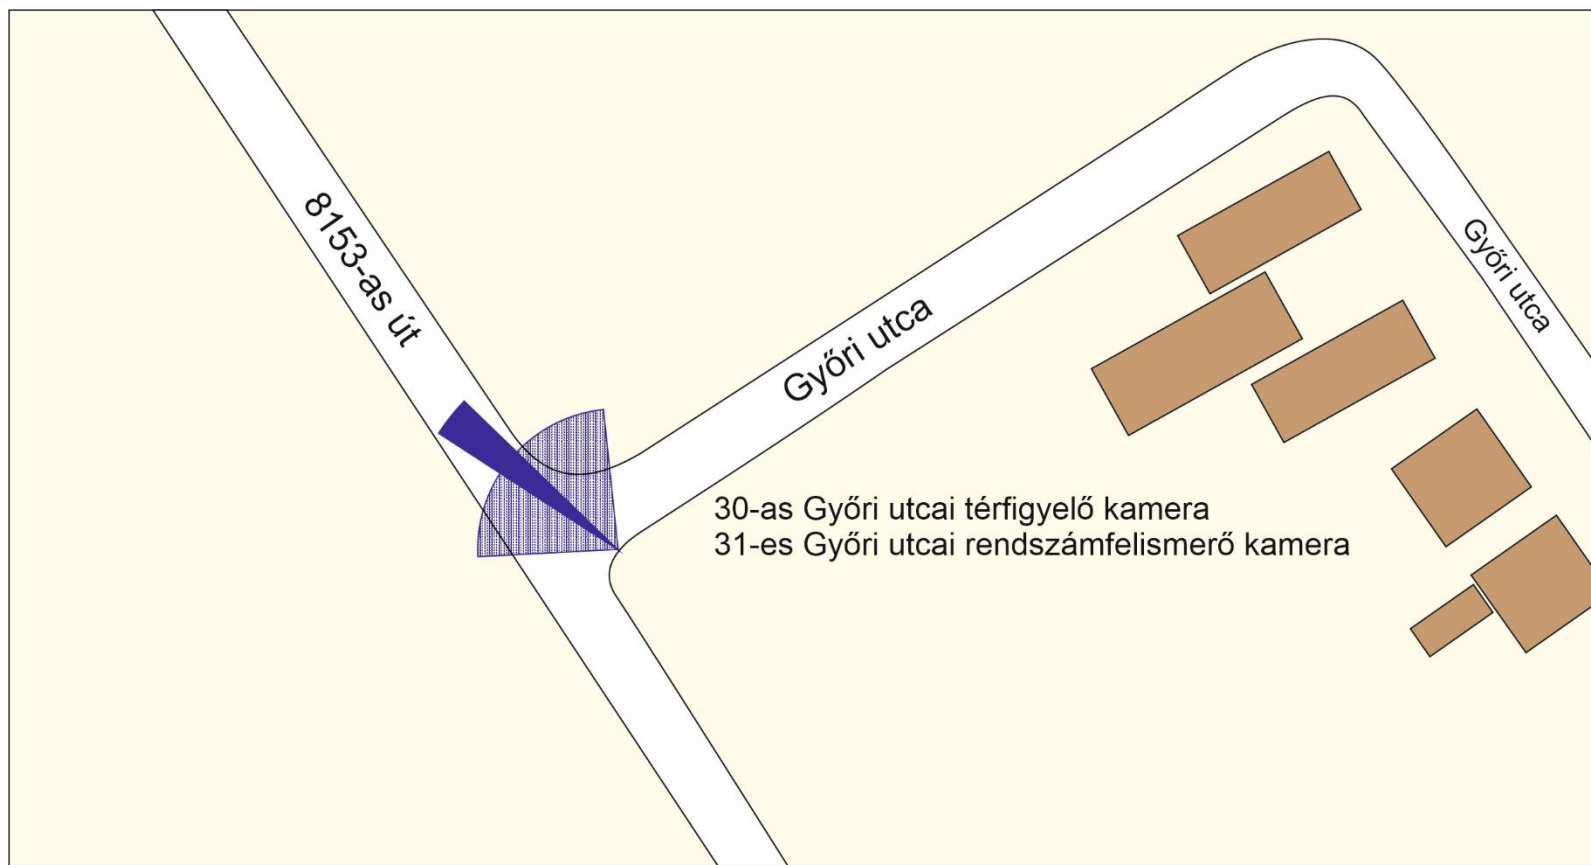 8153-as út
Győri utca
Győri utca
30-as Győri utcai térfigyelő kamera
31-es Győri utcai rendszámfelismerő kamera